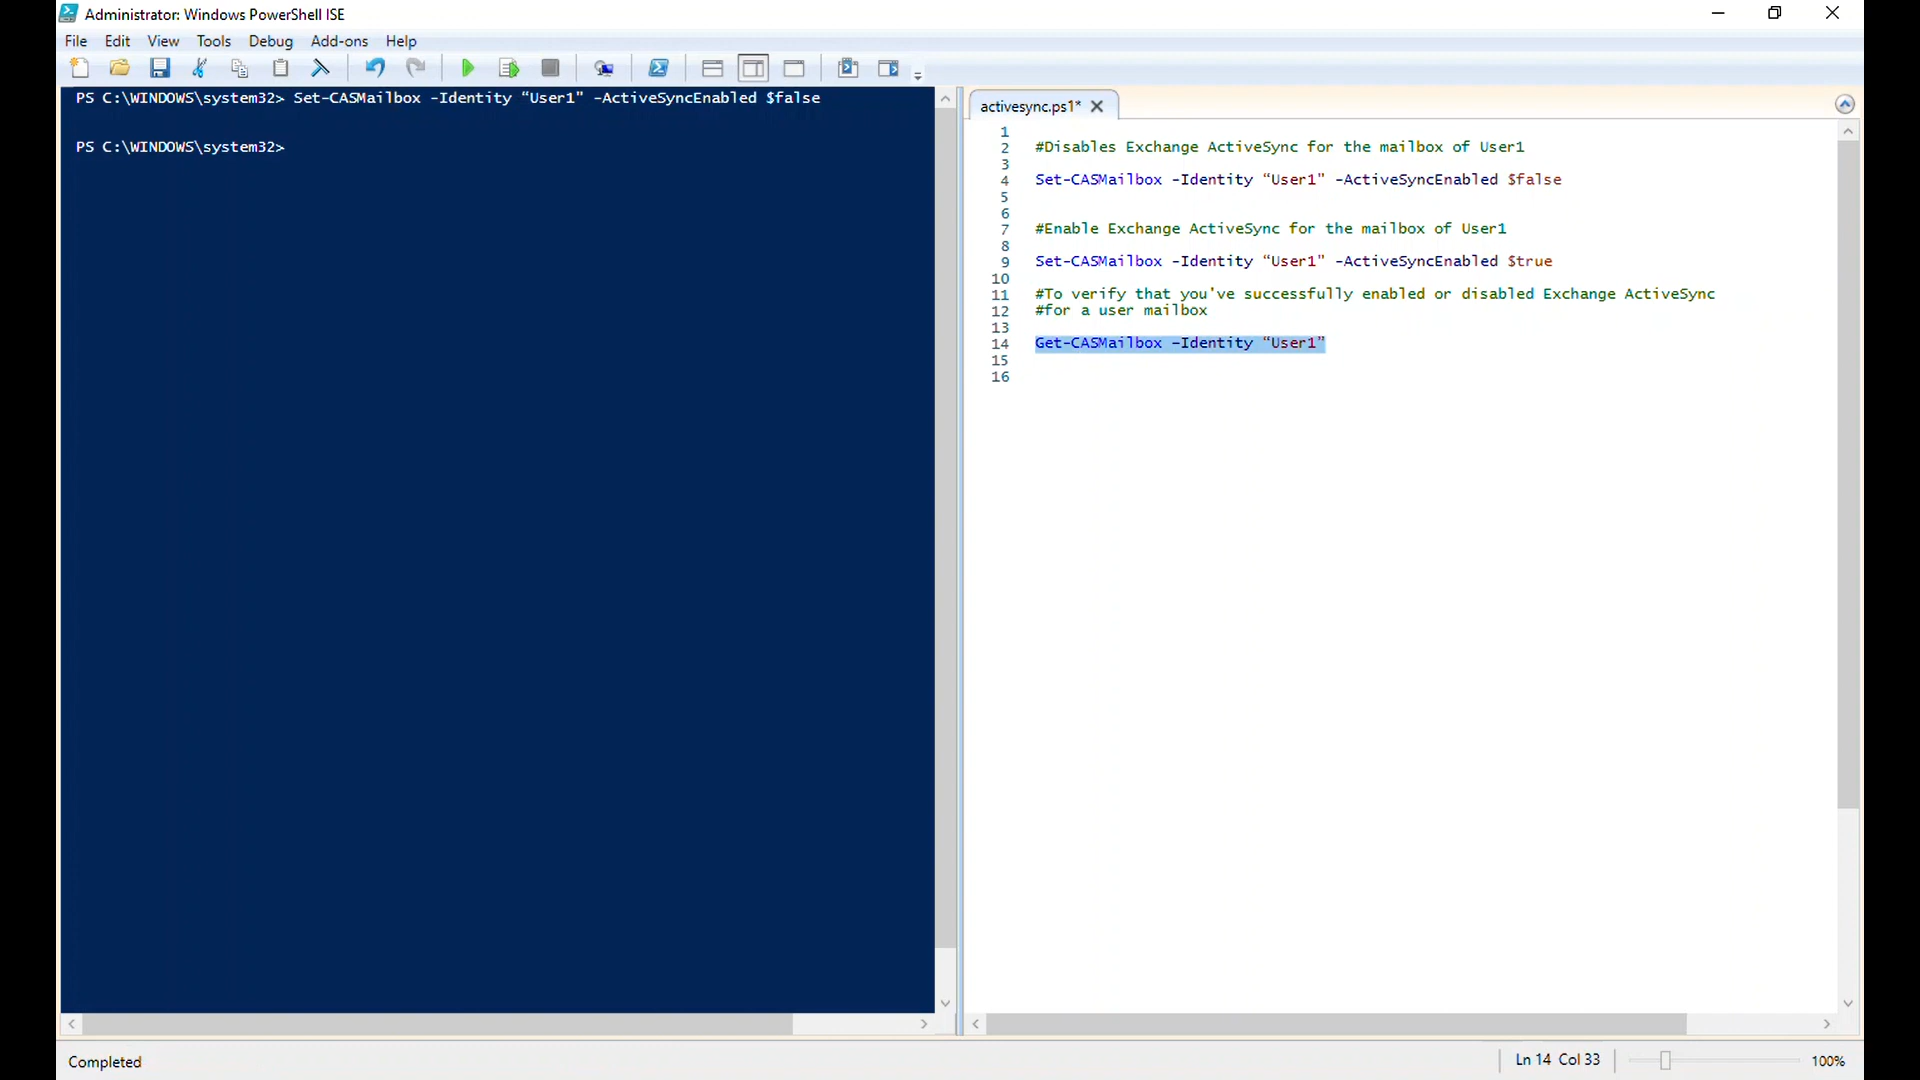 Administrator: Windows PowerShell ISE
File Edit View Tools Debug Add-ons Help
PS C:\WINDOWS\system32> Set-CASMailbox -Identity “User1” -ActiveSyncEnabled $false
PS C:\WINDOWS\system32>
activesync.ps1*
1
2 #Disables Exchange ActiveSync for the mailbox of User1
3
4 Set-CASMailbox -Identity “User1” -ActiveSyncEnabled $false
5
6
7 #Enable Exchange ActiveSync for the mailbox of User1
8
9 Set-CASMailbox -Identity “User1” -ActiveSyncEnabled $true
10
11 #To verify that you've successfully enabled or disabled Exchange ActiveSync
12 #for a user mailbox
13
14 Get-CASMailbox –Identity “User1”
15
16
Completed
Ln 14 Col 33
100%